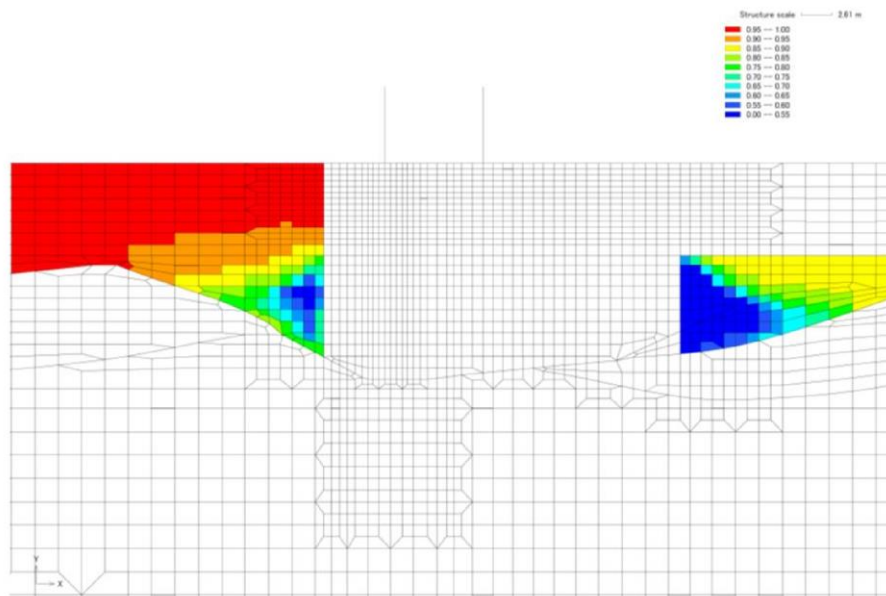 Structure scale 2.61 m
0.95 --- 1.00
0.90 --- 0.95
0.85 --- 0.90
0.80 --- 0.85
0.75 --- 0.80
0.70 --- 0.75
0.65 --- 0.70
0.60 --- 0.65
0.55 --- 0.60
0.00 --- 0.55
Y
X